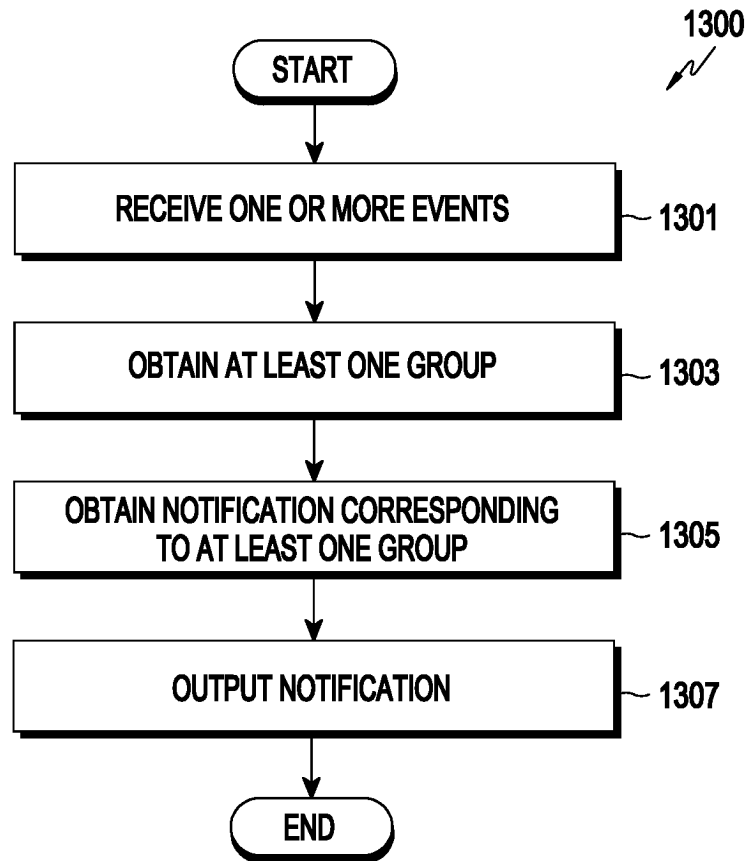 1300
START
RECEIVE ONE OR MORE EVENTS
1301
OBTAIN AT LEAST ONE GROUP
1303
OBTAIN NOTIFICATION CORRESPONDING
TO AT LEAST ONE GROUP
1305
OUTPUT NOTIFICATION
1307
END